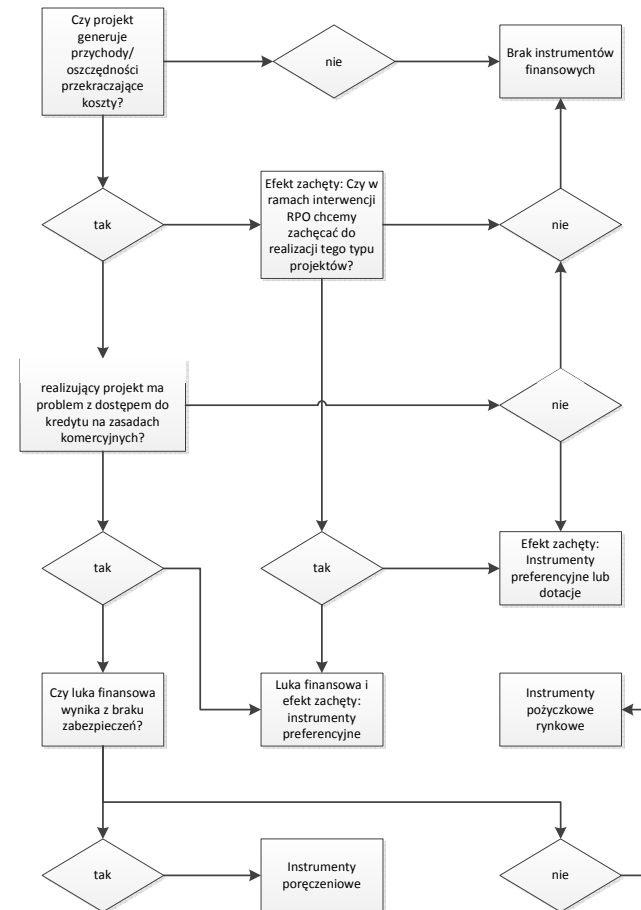 Czy projekt
generuje
przychody/
oszczędności
przekraczające
koszty?
nie
Brak instrumentów
finansowych
tak
Efekt zachęty: Czy w
ramach interwencji
RPO chcemy
zachęcać do
realizacji tego typu
projektów?
nie
realizujący projekt ma
problem z dostępem do
kredytu na zasadach
komercyjnych?
nie
tak
tak
Efekt zachęty:
Instrumenty
preferencyjne lub
dotacje
Czy luka finansowa
wynika z braku
zabezpieczeń?
Luka finansowa i
efekt zachęty:
instrumenty
preferencyjne
Instrumenty
pożyczkowe
rynkowe
tak
Instrumenty
poręczeniowe
nie